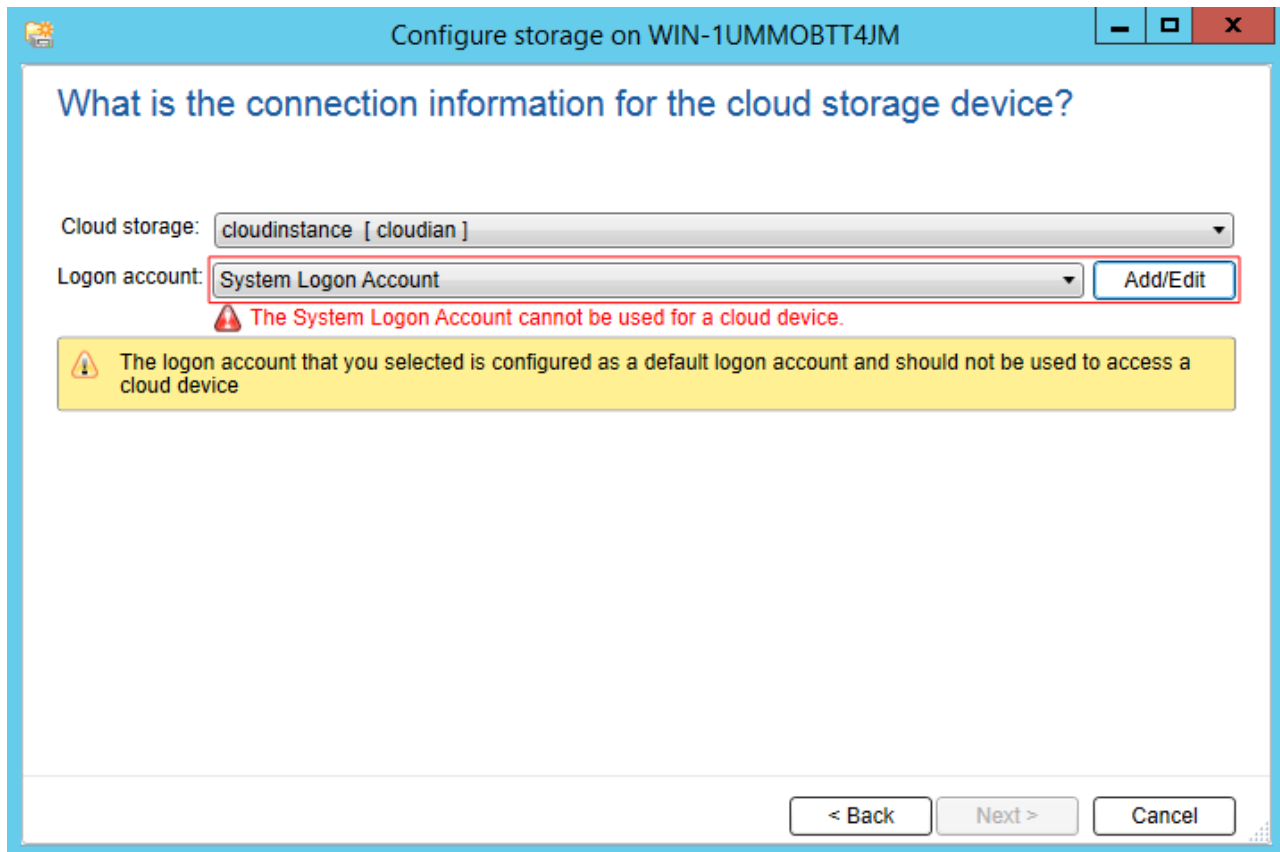 Configure storage on WIN-1UMMOBTT4JM
What is the connection information for the cloud storage device?
Cloud storage: cloudinstance [ cloudian ]
Logon account: System Logon Account Add/Edit
The System Logon Account cannot be used for a cloud device.
The logon account that you selected is configured as a default logon account and should not be used to access a
cloud device
< Back Next > Cancel